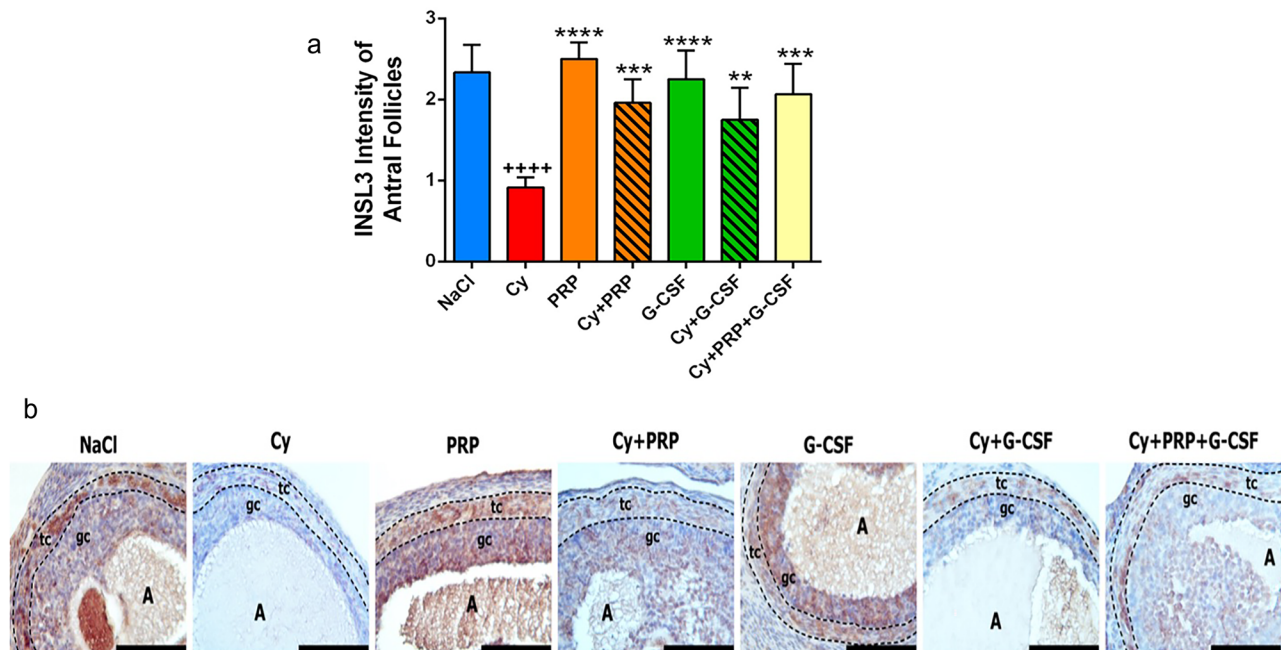 a
INSL3 Intensity of
Antral Follicles
3
2
1
0
++++
****
***
****
**
***
NaCl
Cy
PRP
Cy+PRP
G-CSF
Cy+G-CSF
Cy+PRP+G-CSF
b
NaCl
Cy
PRP
Cy+PRP
G-CSF
Cy+G-CSF
Cy+PRP+G-CSF
tc
gc
A
tc
gc
A
tc
gc
A
tc
gc
A
tc
gc
A
tc
gc
A
tc
gc
A